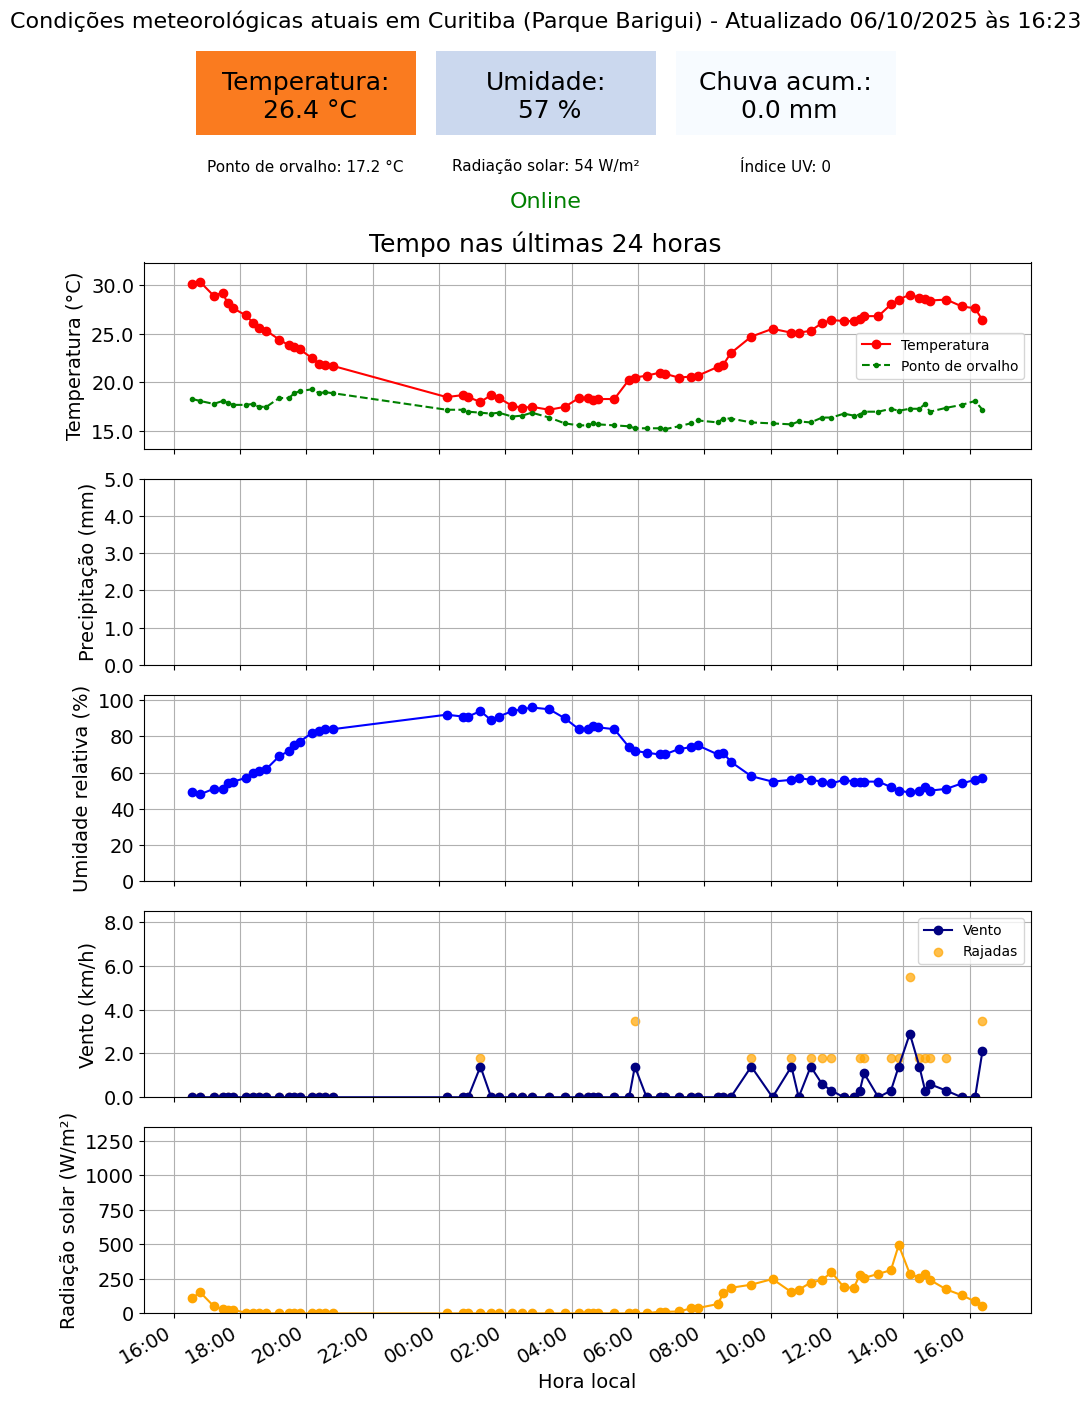 Condições meteorológicas atuais em Curitiba (Parque Barigui) - Atualizado 06/10/2025 às 16:23
Temperatura:
26.4 °C
Umidade:
57 %
Chuva acum.:
0.0 mm
Ponto de orvalho: 17.2 °C
Radiação solar: 54 W/m²
Índice UV: 0
Online
Tempo nas últimas 24 horas
Temperatura (°C)
30.0
25.0
20.0
15.0
Temperatura
Ponto de orvalho
Precipitação (mm)
5.0
4.0
3.0
2.0
1.0
0.0
Umidade relativa (%)
100
80
60
40
20
0
Vento (km/h)
8.0
6.0
4.0
2.0
0.0
Vento
Rajadas
Radiação solar (W/m²)
1250
1000
750
500
250
0
16:00
18:00
20:00
22:00
00:00
02:00
04:00
06:00
08:00
10:00
12:00
14:00
16:00
Hora local